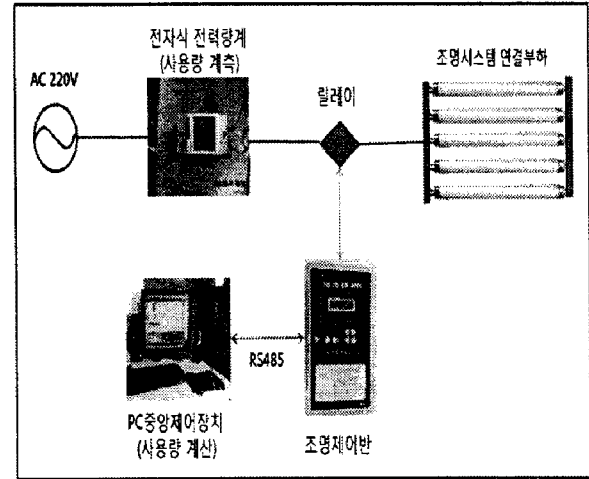 전자식 전력량계
(사용량 계측)
AC 220V
릴레이
조명시스템 연결부하
RS485
PC중앙제어장치
(사용량 계산)
조명제어반